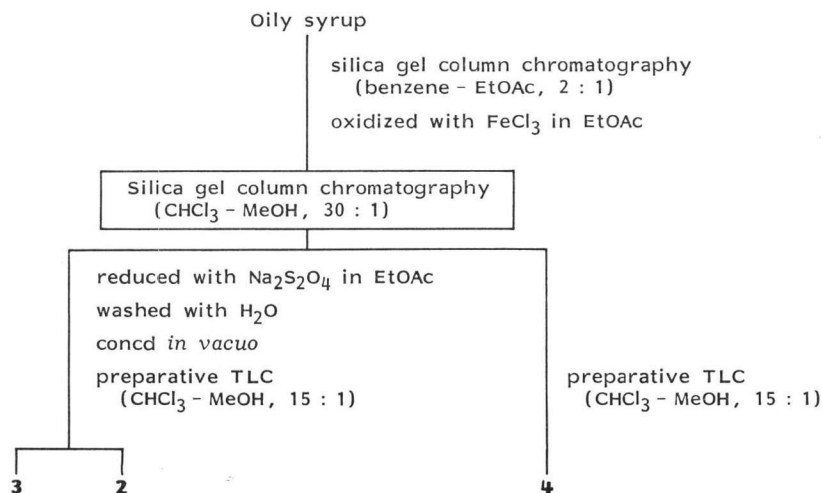 Oily syrup
silica gel column chromatography
(benzene - EtOAc, 2 : 1)
oxidized with FeCl3 in EtOAc
Silica gel column chromatography
(CHCl3 - MeOH, 30 : 1)
reduced with Na2S2O4 in EtOAc
washed with H2O
concd in vacuo
preparative TLC
(CHCl3 - MeOH, 15 : 1)
preparative TLC
(CHCl3 - MeOH, 15 : 1)
3 2 4